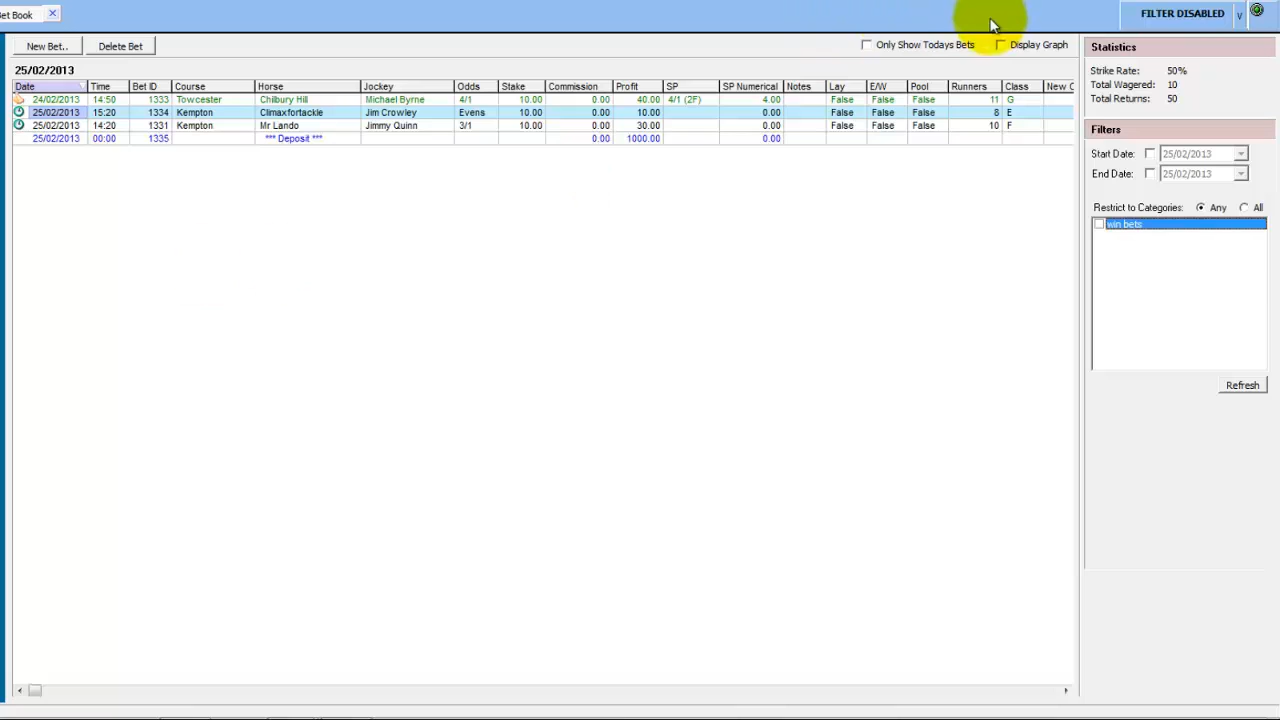 et Book
FILTER DISABLED v
New Bet.. Delete Bet Only Show Todays Bets Display Graph
25/02/2013
Date Time Bet ID Course Horse Jockey Odds Stake Commission Profit SP SP Numerical Notes Lay E/W Pool Runners Class New C
24/02/2013 14:50 1333 Towcester Chilbury Hill Michael Byrne 4/1 10.00 0.00 40.00 4/1 (2F) 4.00 False False False 11 G
25/02/2013 15:20 1334 Kempton Climaxfortackle Jim Crowley Evens 10.00 0.00 10.00 0.00 False False False 8 E
25/02/2013 14:20 1331 Kempton Mr Lando Jimmy Quinn 3/1 10.00 0.00 30.00 0.00 False False False 10 F
25/02/2013 00:00 1335 *** Deposit *** 0.00 1000.00 0.00
Statistics
Strike Rate: 50%
Total Wagered: 10
Total Returns: 50
Filters
Start Date: 25/02/2013
End Date: 25/02/2013
Restrict to Categories: Any All
win bets
Refresh